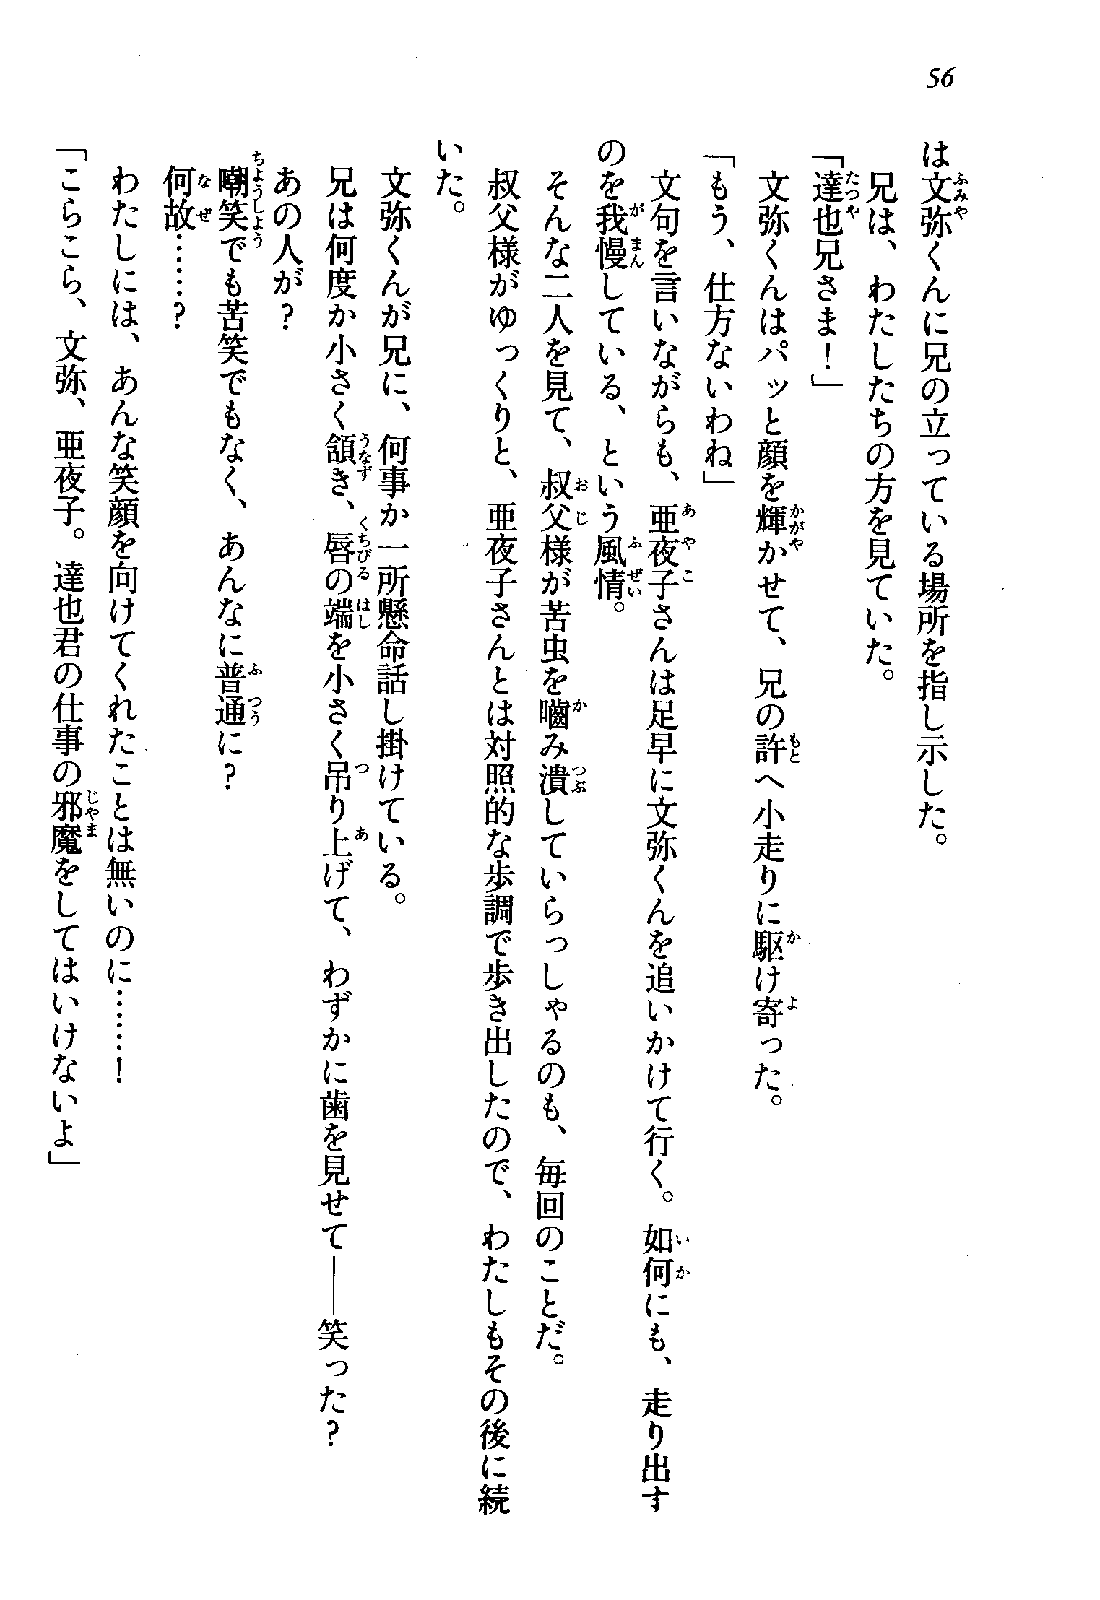 56
は文弥くんに兄の立っている場所を指し示した。
兄は、わたしたちの方を見ていた。
「達也兄さま！」
文弥くんはパッと顔を輝かせて、兄の許へ小走りに駆け寄った。
「もう、仕方ないわね」
文句を言いながらも、亜夜子さんは足早に文弥くんを追いかけて行く。如何にも、走り出す
のを我慢している、という風情。
そんな二人を見て、叔父様が苦虫を嚙み潰していらっしゃるのも、毎回のことだ。
叔父様がゆっくりと、亜夜子さんとは対照的な歩調で歩き出したので、わたしもその後に続
いた。
文弥くんが兄に、何事か一所懸命話し掛けている。
兄は何度か小さく頷き、唇の端を小さく吊り上げて、わずかに歯を見せて――笑った？
あの人が？
嘲笑でも苦笑でもなく、あんなに普通に？
何故……？
わたしには、あんな笑顔を向けてくれたことは無いのに……！
「こらこら、文弥、亜夜子。達也君の仕事の邪魔をしてはいけないよ」